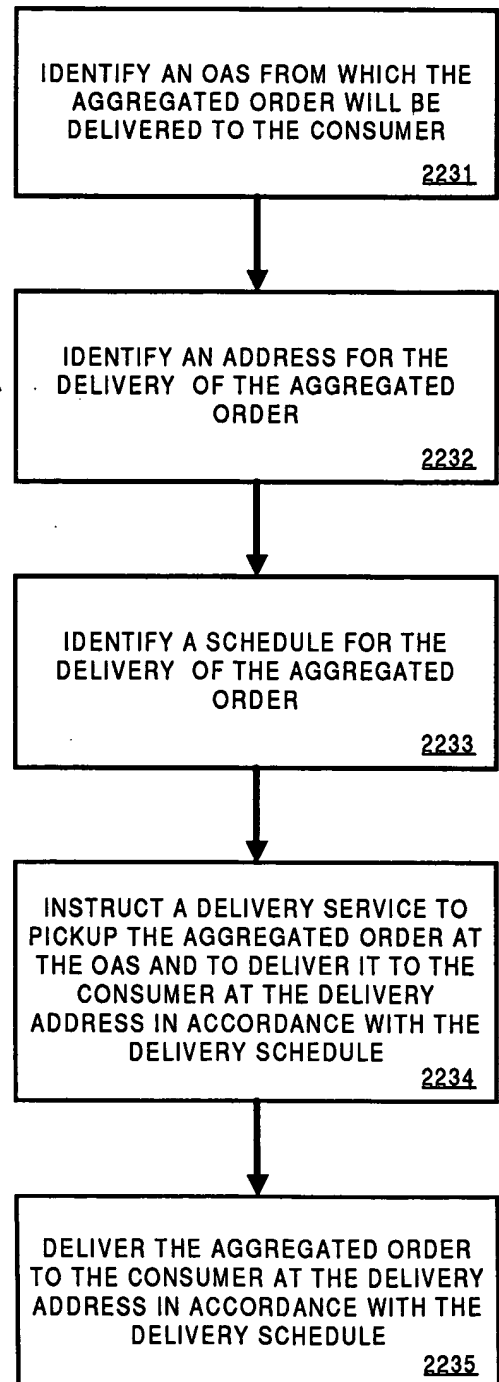 IDENTIFY AN OAS FROM WHICH THE
AGGREGATED ORDER WILL BE
DELIVERED TO THE CONSUMER
2231
IDENTIFY AN ADDRESS FOR THE
DELIVERY OF THE AGGREGATED
ORDER
2232
IDENTIFY A SCHEDULE FOR THE
DELIVERY OF THE AGGREGATED
ORDER
2233
INSTRUCT A DELIVERY SERVICE TO
PICKUP THE AGGREGATED ORDER AT
THE OAS AND TO DELIVER IT TO THE
CONSUMER AT THE DELIVERY
ADDRESS IN ACCORDANCE WITH THE
DELIVERY SCHEDULE
2234
DELIVER THE AGGREGATED ORDER
TO THE CONSUMER AT THE DELIVERY
ADDRESS IN ACCORDANCE WITH THE
DELIVERY SCHEDULE
2235